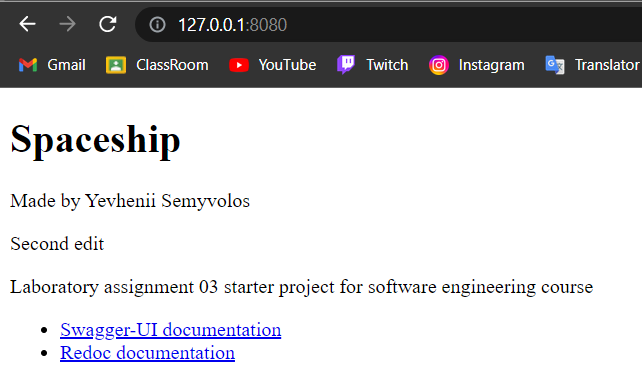 127.0.0.1:8080
Gmail ClassRoom YouTube Twitch Instagram Translator
Spaceship
Made by Yevhenii Semyvolos
Second edit
Laboratory assignment 03 starter project for software engineering course
Swagger-UI documentation
Redoc documentation